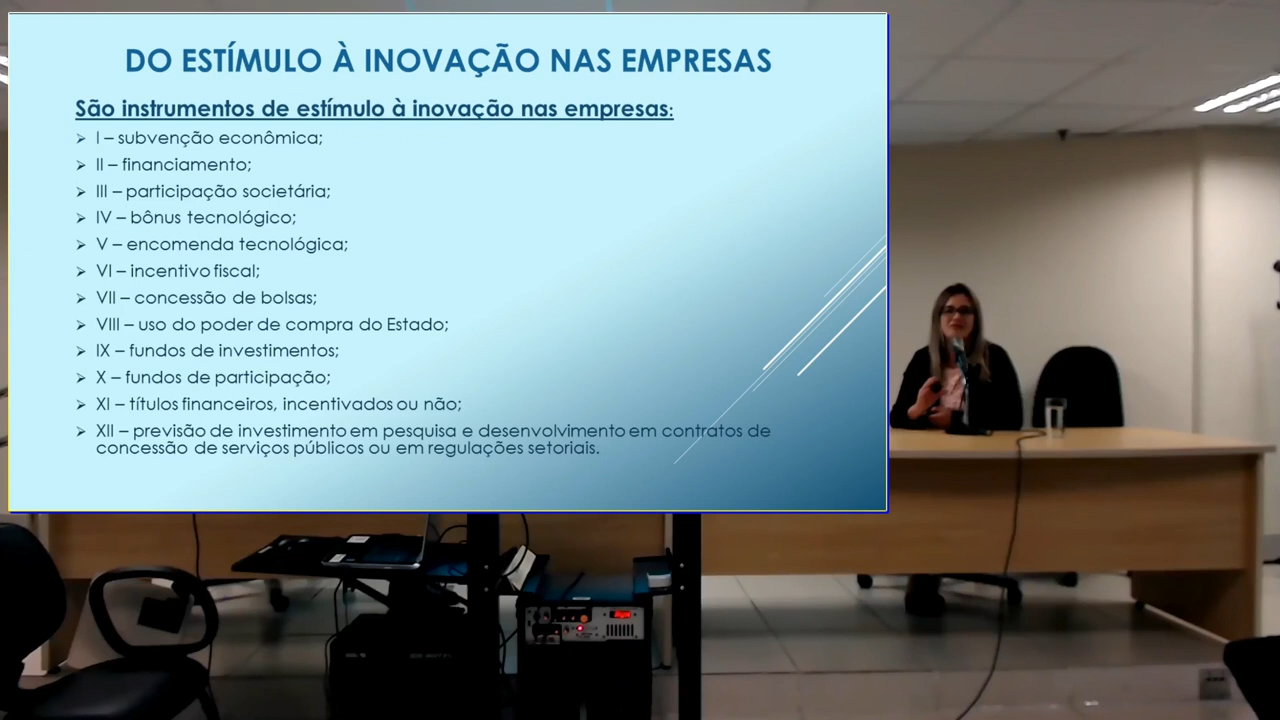 DO ESTÍMULO À INOVAÇÃO NAS EMPRESAS
São instrumentos de estímulo à inovação nas empresas:
I – subvenção econômica;
II – financiamento;
III – participação societária;
IV – bônus tecnológico;
V – encomenda tecnológica;
VI – incentivo fiscal;
VII – concessão de bolsas;
VIII – uso do poder de compra do Estado;
IX – fundos de investimentos;
X – fundos de participação;
XI – títulos financeiros, incentivados ou não;
XII – previsão de investimento em pesquisa e desenvolvimento em contratos de
concessão de serviços públicos ou em regulações setoriais.